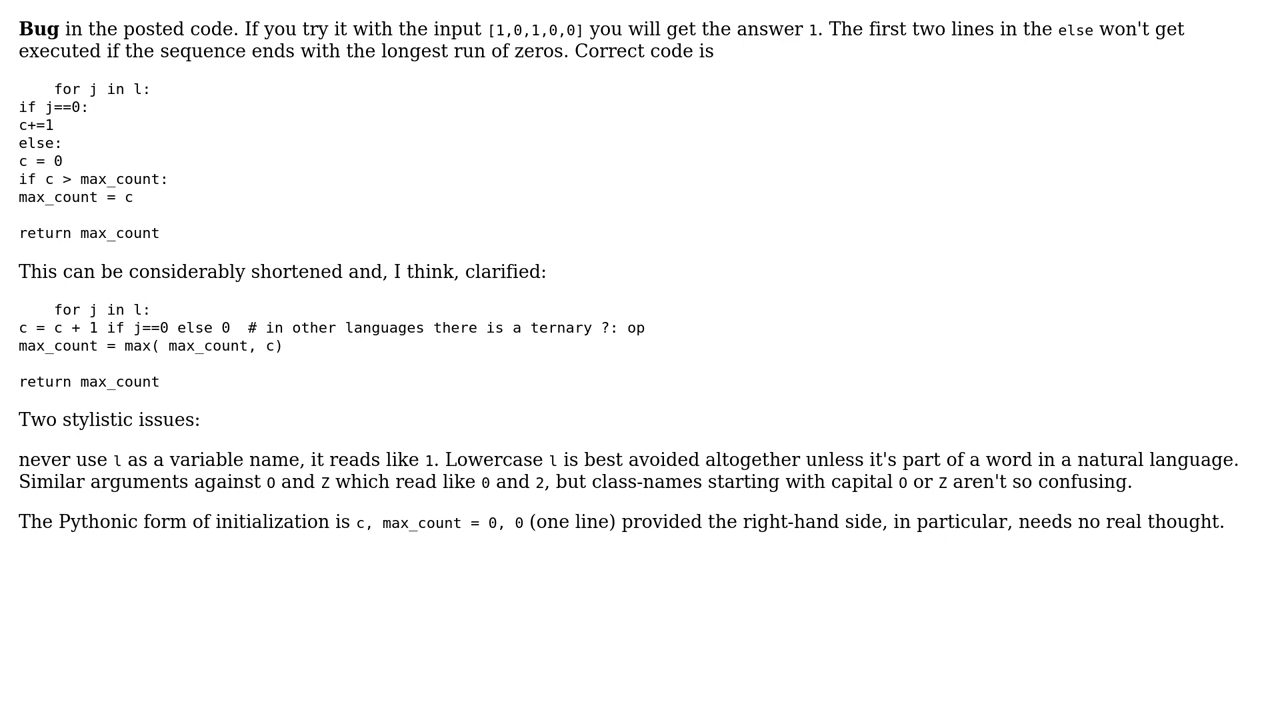 Bug in the posted code. If you try it with the input [1,0,1,0,0] you will get the answer 1. The first two lines in the else won't get
executed if the sequence ends with the longest run of zeros. Correct code is
    for j in l:
if j==0:
c+=1
else:
c = 0
if c > max_count:
max_count = c
return max_count
This can be considerably shortened and, I think, clarified:
    for j in l:
c = c + 1 if j==0 else 0  # in other languages there is a ternary ?: op
max_count = max( max_count, c)
return max_count
Two stylistic issues:
never use l as a variable name, it reads like 1. Lowercase l is best avoided altogether unless it's part of a word in a natural language.
Similar arguments against O and Z which read like 0 and 2, but class-names starting with capital O or Z aren't so confusing.
The Pythonic form of initialization is c, max_count = 0, 0 (one line) provided the right-hand side, in particular, needs no real thought.